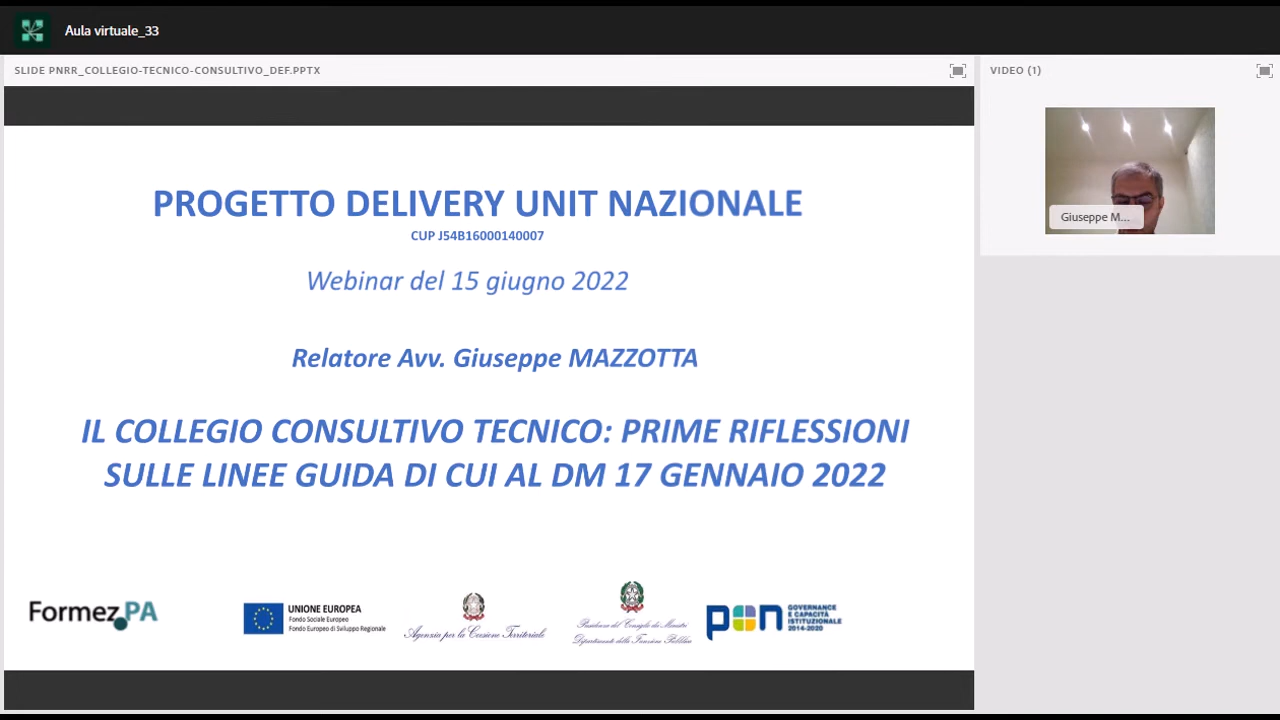 Aula virtuale_33
SLIDE PNRR_COLLEGIO-TECNICO-CONSULTIVO_DEF.PPTX
VIDEO (1)
PROGETTO DELIVERY UNIT NAZIONALE
CUP J54B16000140007
Webinar del 15 giugno 2022
Relatore Avv. Giuseppe MAZZOTTA
IL COLLEGIO CONSULTIVO TECNICO: PRIME RIFLESSIONI
SULLE LINEE GUIDA DI CUI AL DM 17 GENNAIO 2022
Giuseppe M...
Formez PA
UNIONE EUROPEA
Fondo Sociale Europeo
Fondo Europeo di Sviluppo Regionale
Agenzia per la Coesione Territoriale
Presidenza del Consiglio dei Ministri
Dipartimento della Funzione Pubblica
pon
GOVERNANCE
E CAPACITÀ
ISTITUZIONALE
2014-2020